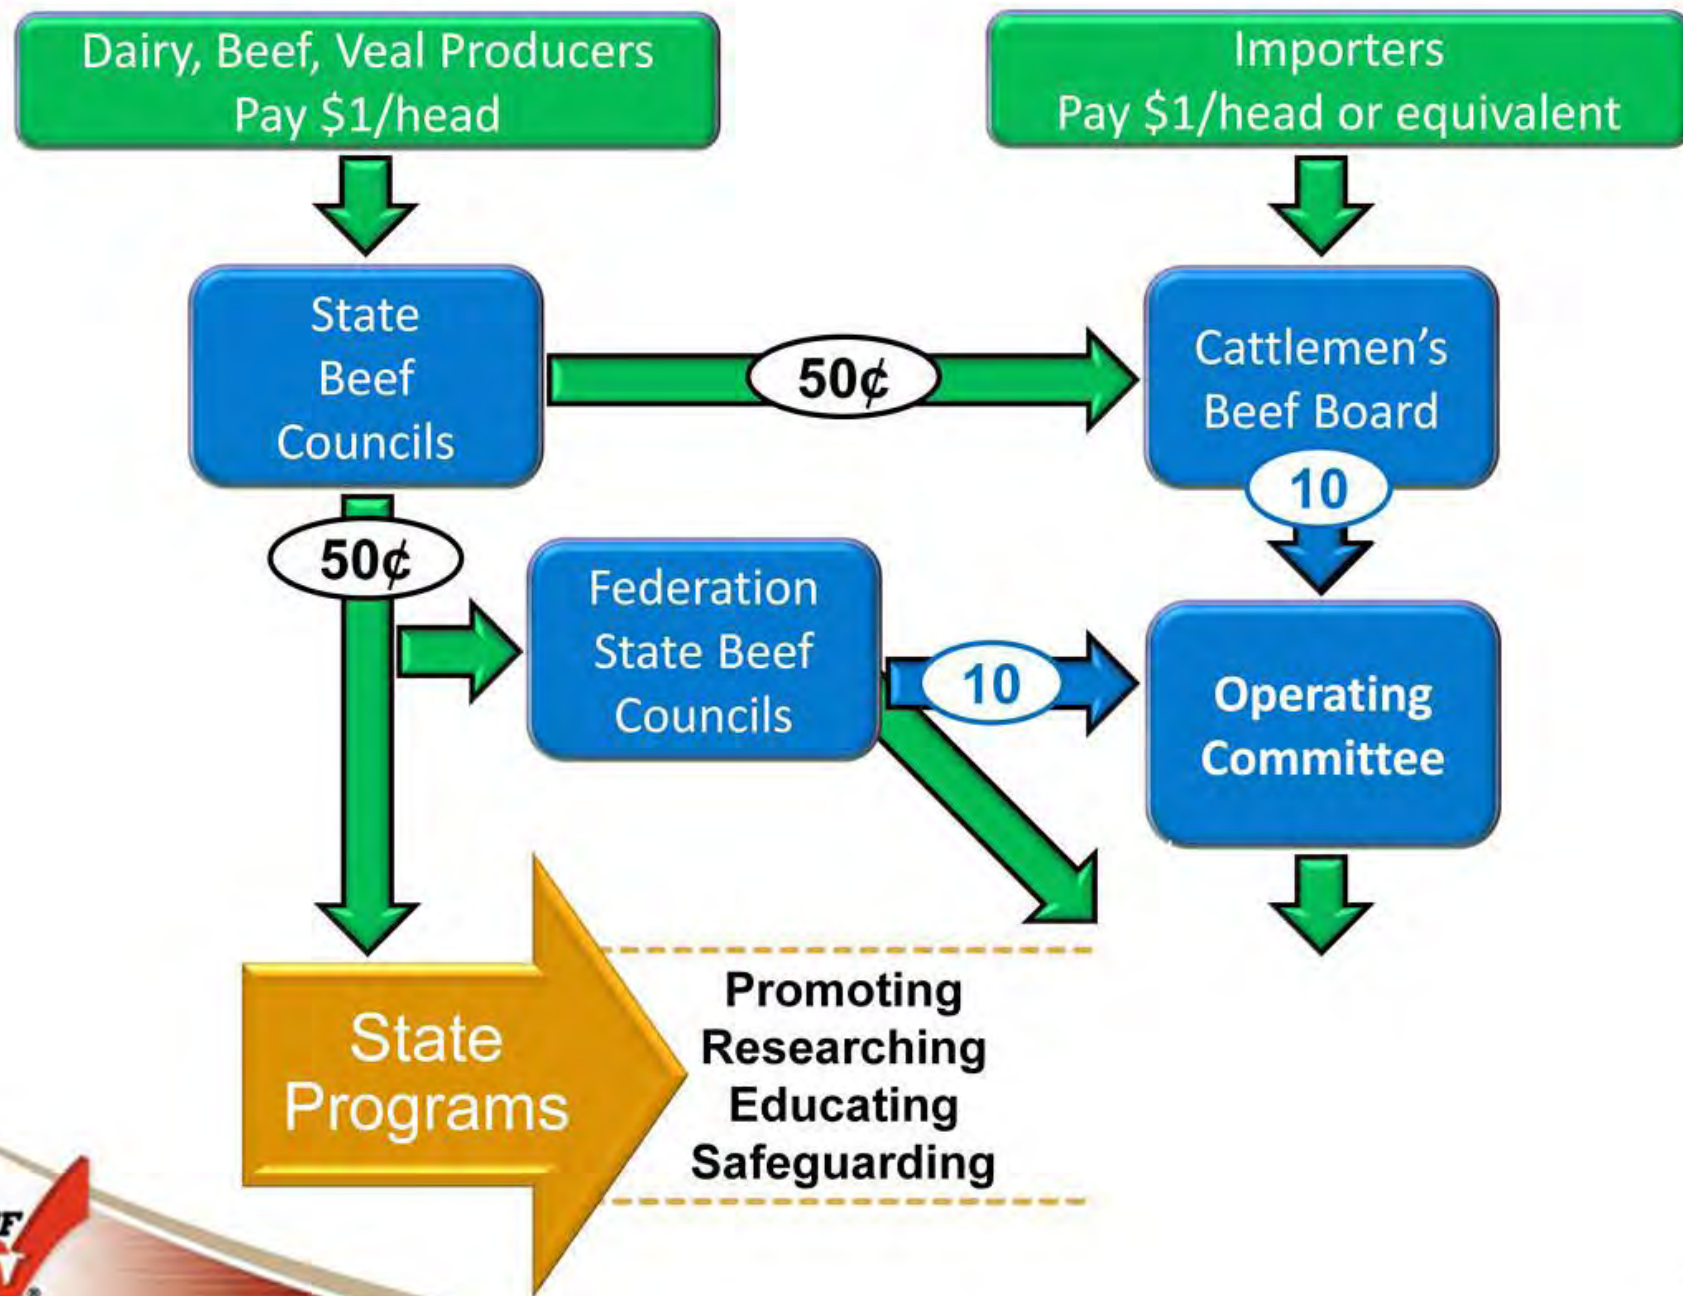 Dairy, Beef, Veal Producers
Pay $1/head
Importers
Pay $1/head or equivalent
State
Beef
Councils
50¢
Cattlemen’s
Beef Board
10
50¢
Federation
State Beef
Councils
10
Operating
Committee
State
Programs
Promoting
Researching
Educating
Safeguarding
®